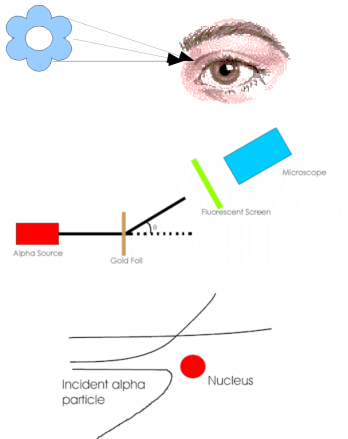 Microscope
Fluorescent Screen
θ
Alpha Source
Gold Foil
Incident alpha
particle
Nucleus